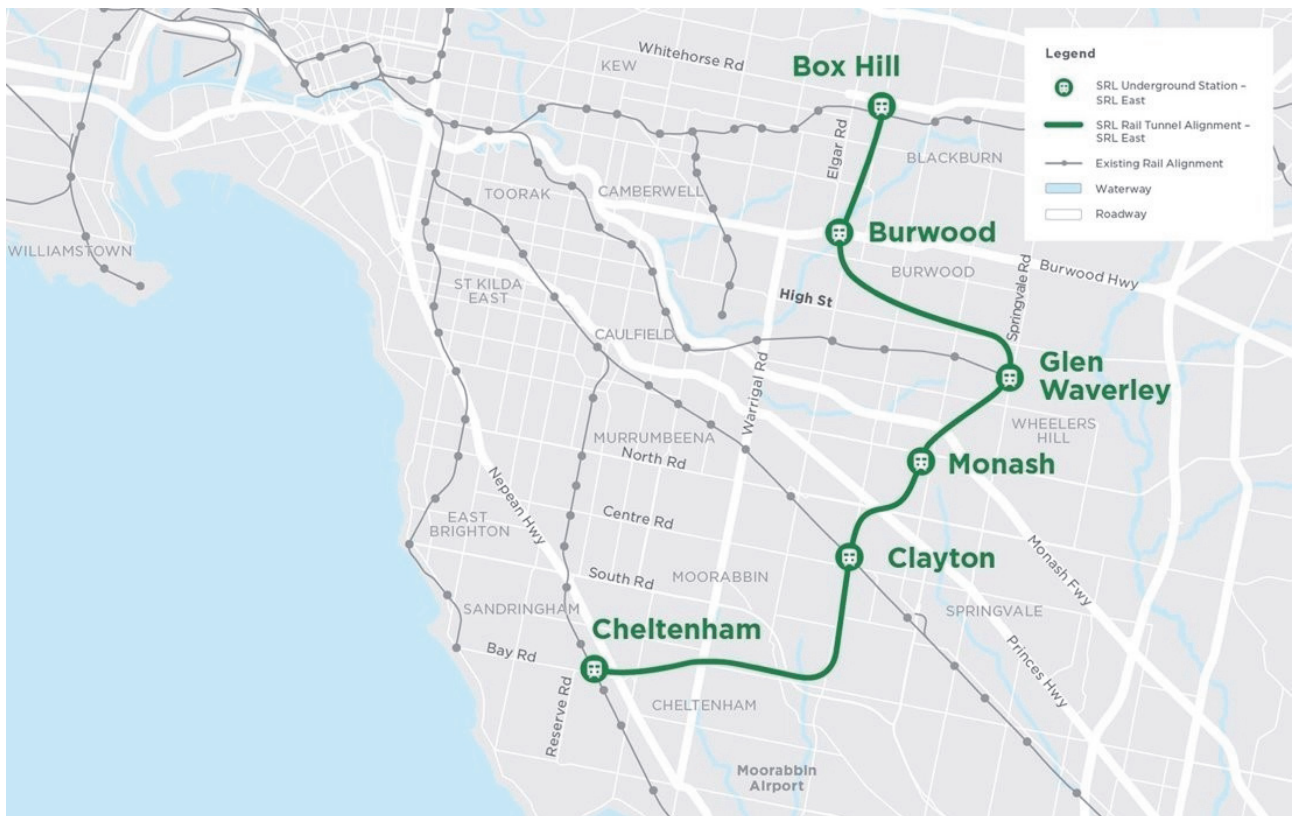 Whitehorse Rd
KEW
Box Hill
Legend
SRL Underground Station –
SRL East
SRL Rail Tunnel Alignment –
SRL East
Existing Rail Alignment
Waterway
Roadway
Elgar Rd
BLACKBURN
TOORAK
CAMBERWELL
WILLIAMSTOWN
Burwood
BURWOOD
Burwood Hwy
Springvale Rd
ST KILDA
EAST
High St
CAULFIELD
Glen
Waverley
Warrigal Rd
WHEELERS
HILL
MURRUMBEENA
North Rd
Monash
Nepean Hwy
Centre Rd
EAST
BRIGHTON
Clayton
Monash Fwy
South Rd
MOORABBIN
SANDRINGHAM
SPRINGVALE
Cheltenham
Bay Rd
Princes Hwy
Reserve Rd
CHELTENHAM
Moorabbin
Airport